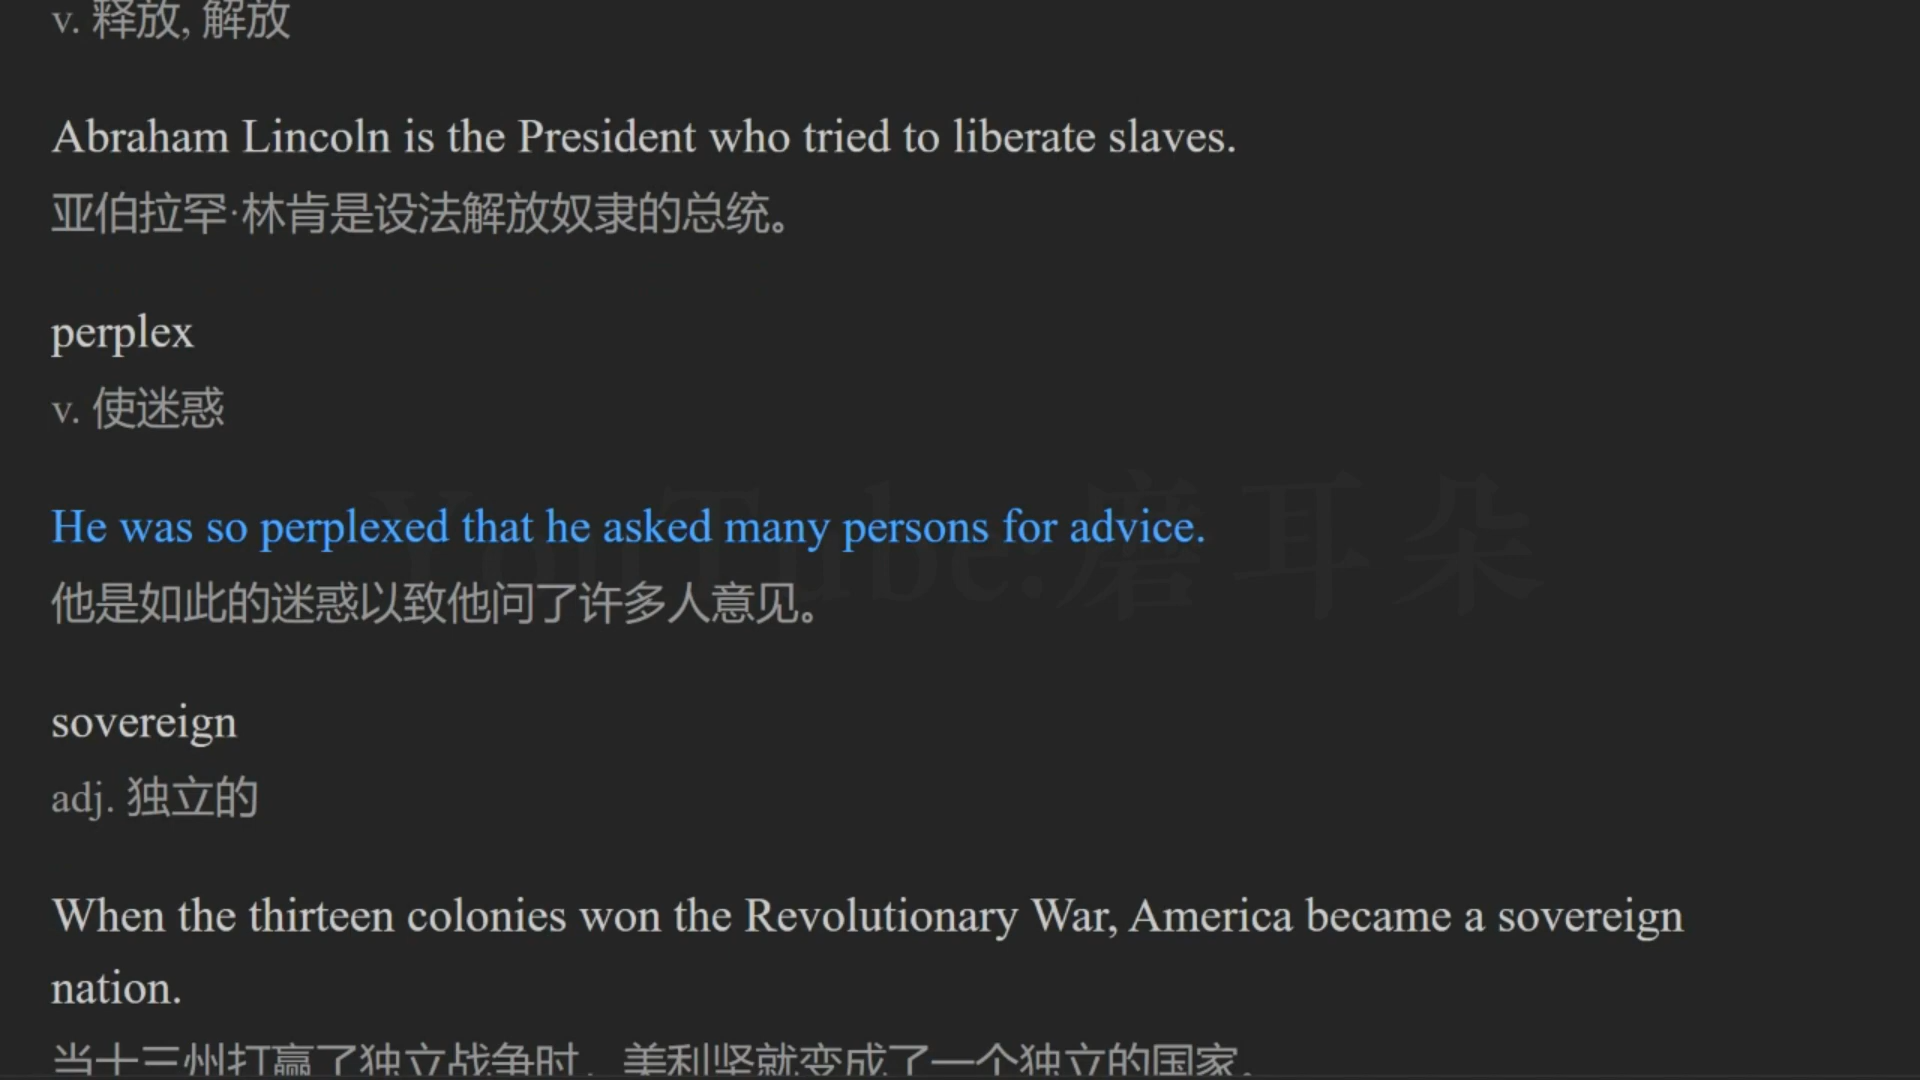 v. 释放, 解放
Abraham Lincoln is the President who tried to liberate slaves.
亚伯拉罕·林肯是设法解放奴隶的总统。
perplex
v. 使迷惑
He was so perplexed that he asked many persons for advice.
他是如此的迷惑以致他问了许多人意见。
YouTube:磨耳朵
sovereign
adj. 独立的
When the thirteen colonies won the Revolutionary War, America became a sovereign
nation.
当十三州打赢了独立战争时，美利坚就变成了一个独立的国家。